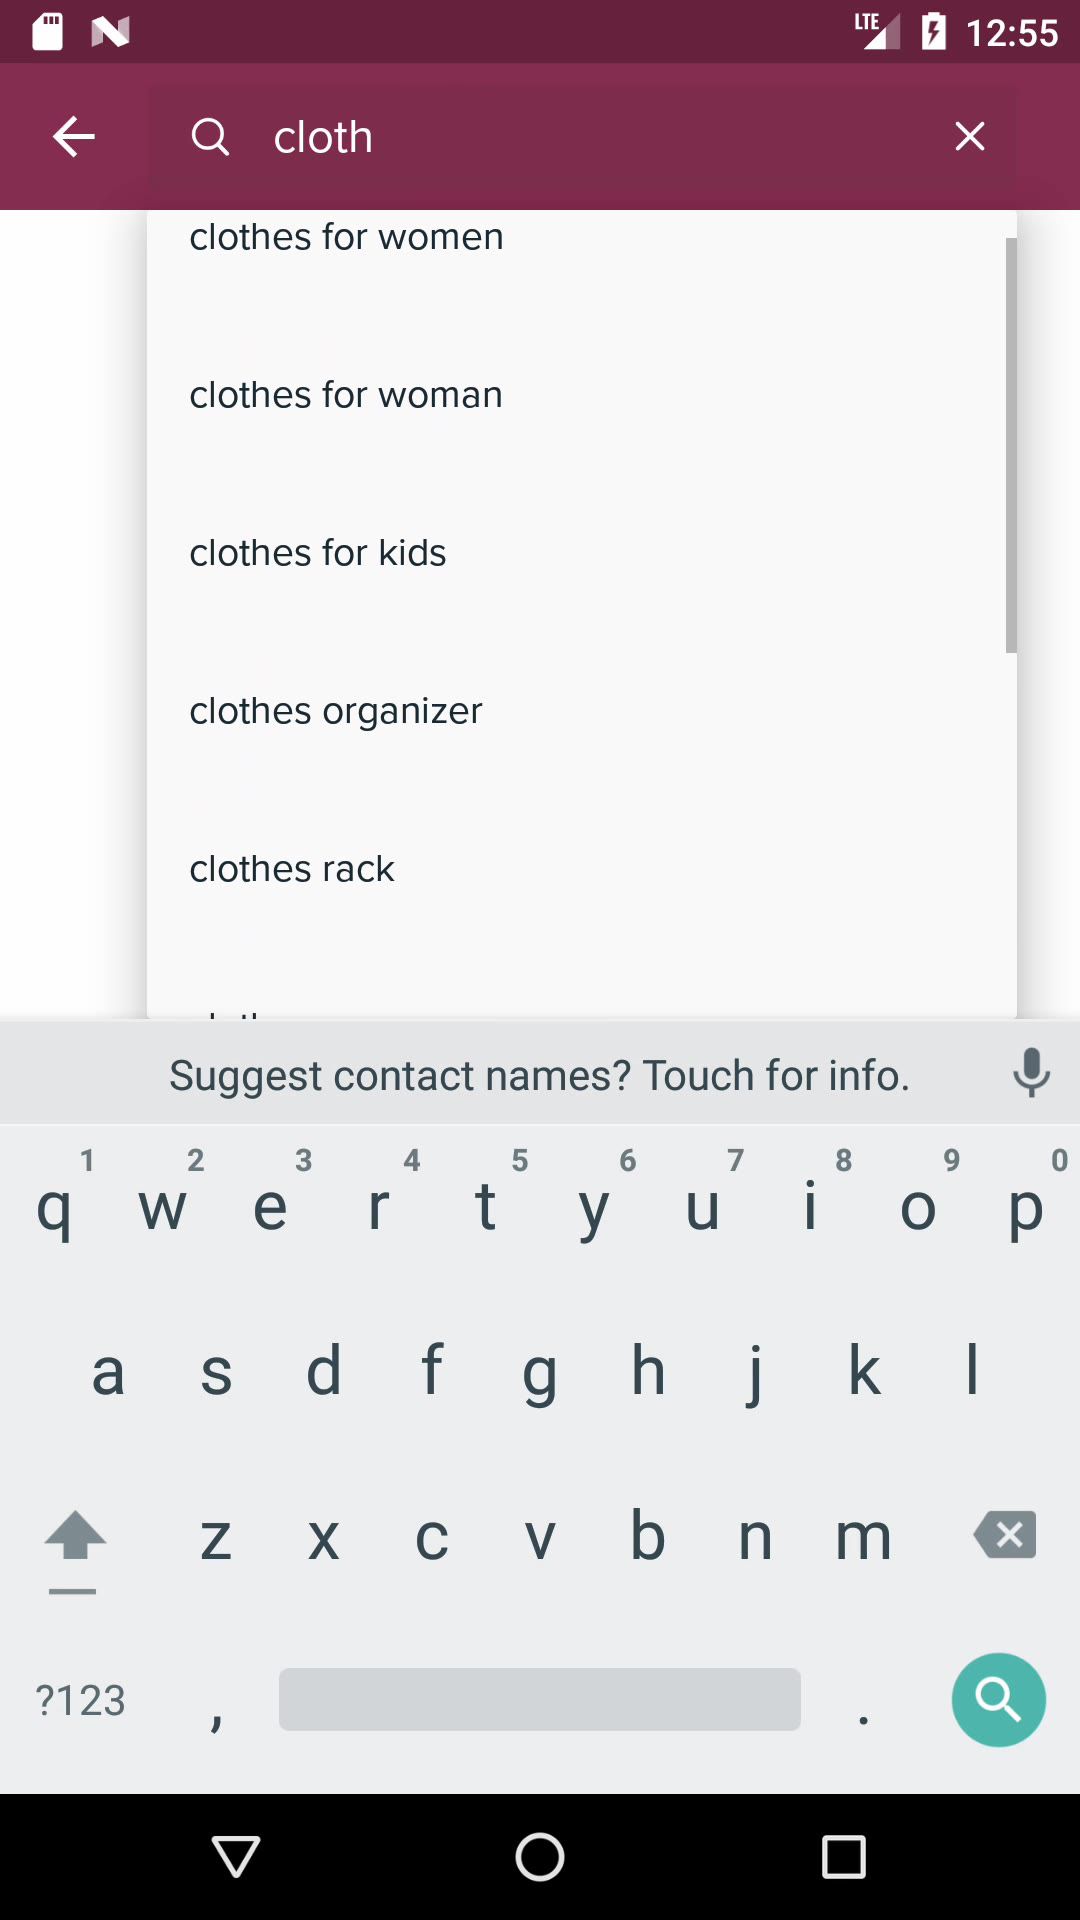 LTE 12:55
cloth
clothes for women
clothes for woman
clothes for kids
clothes organizer
clothes rack
Suggest contact names? Touch for info.
1 2 3 4 5 6 7 8 9 0
q w e r t y u i o p
a s d f g h j k l
z x c v b n m
?123 , .